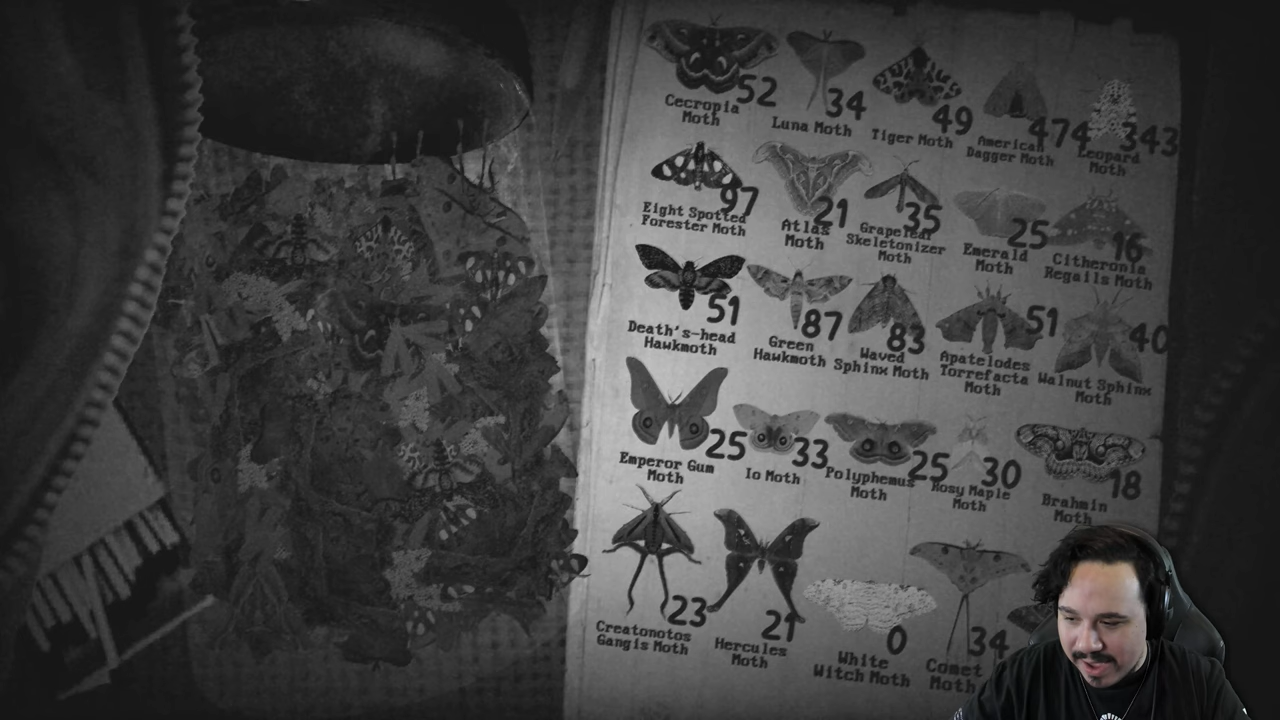 52
Cecropia
Moth
34
Luna Moth
49
Tiger Moth
474
American
Dagger Moth
343
Leopard
Moth
97
Eight Spotted
Forester Moth
21
Atlas
Moth
35
Grapeleaf
Skeletonizer
Moth
25
Emerald
Moth
16
Citheronia
Regails Moth
51
Death's-head
Hawkmoth
87
Green
Hawkmoth
83
Waved
Sphinx Moth
51
Apatelodes
Torrefacta
Moth
40
Walnut Sphinx
Moth
25
Emperor Gum
Moth
33
Io Moth
25
Polyphemus
Moth
30
Rosy Maple
Moth
18
Brahmin
Moth
23
Creatonotos
Gangis Moth
21
Hercules
Moth
0
White
Witch Moth
34
Comet
Moth